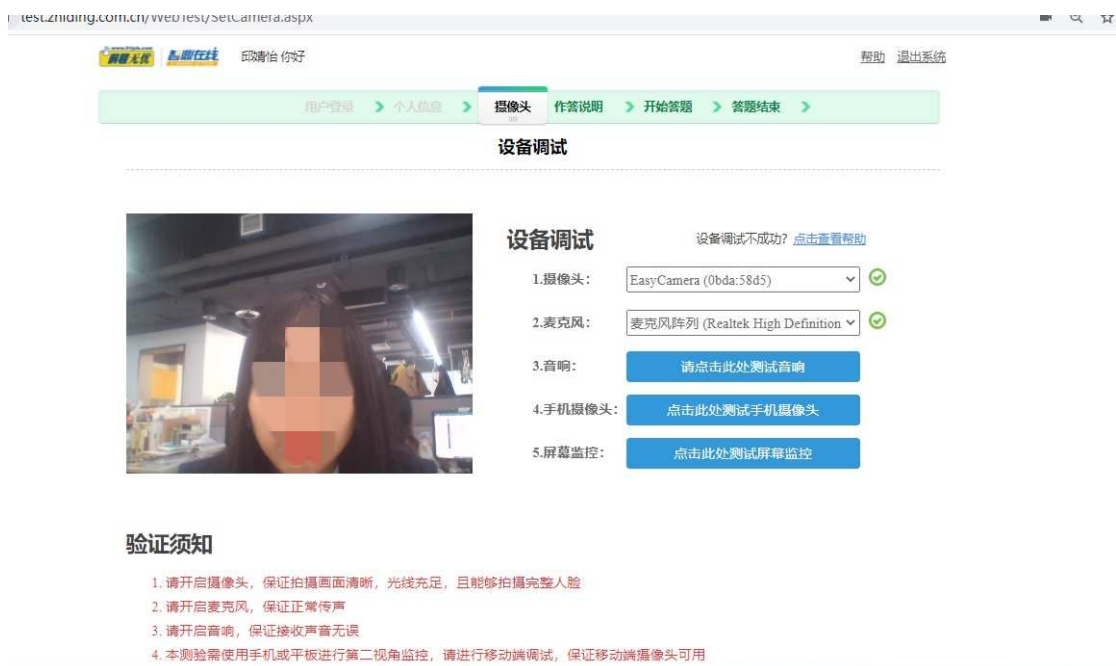 test.zhiding.com.cn/WebTest/SetCamera.aspx
前程无忧 智鼎在线 邱婧怡 你好 帮助 退出系统
用户登录 个人信息 摄像头 作答说明 开始答题 答题结束
设备调试
设备调试 设备调试不成功? 点击查看帮助
1.摄像头: EasyCamera (0bda:58d5)
2.麦克风: 麦克风阵列 (Realtek High Definition
3.音响: 请点击此处测试音响
4.手机摄像头: 点击此处测试手机摄像头
5.屏幕监控: 点击此处测试屏幕监控
验证须知
1. 请开启摄像头，保证拍摄画面清晰，光线充足，且能够拍摄完整人脸
2. 请开启麦克风，保证正常传声
3. 请开启音响，保证接收声音无误
4. 本测验需使用手机或平板进行第二视角监控，请进行移动端调试，保证移动端摄像头可用